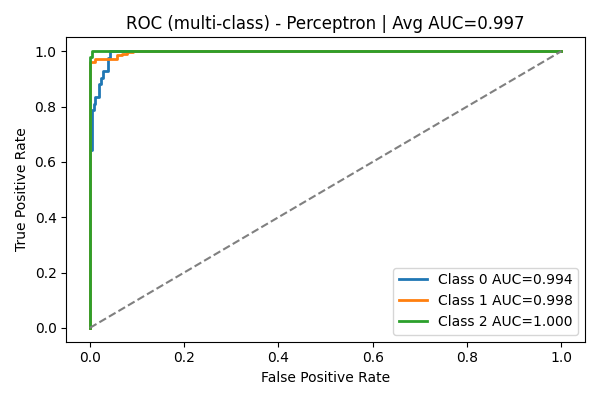 ROC (multi-class) - Perceptron | Avg AUC=0.997
True Positive Rate
1.0
0.8
0.6
0.4
0.2
0.0
Class 0 AUC=0.994
Class 1 AUC=0.998
Class 2 AUC=1.000
0.0 0.2 0.4 0.6 0.8 1.0
False Positive Rate